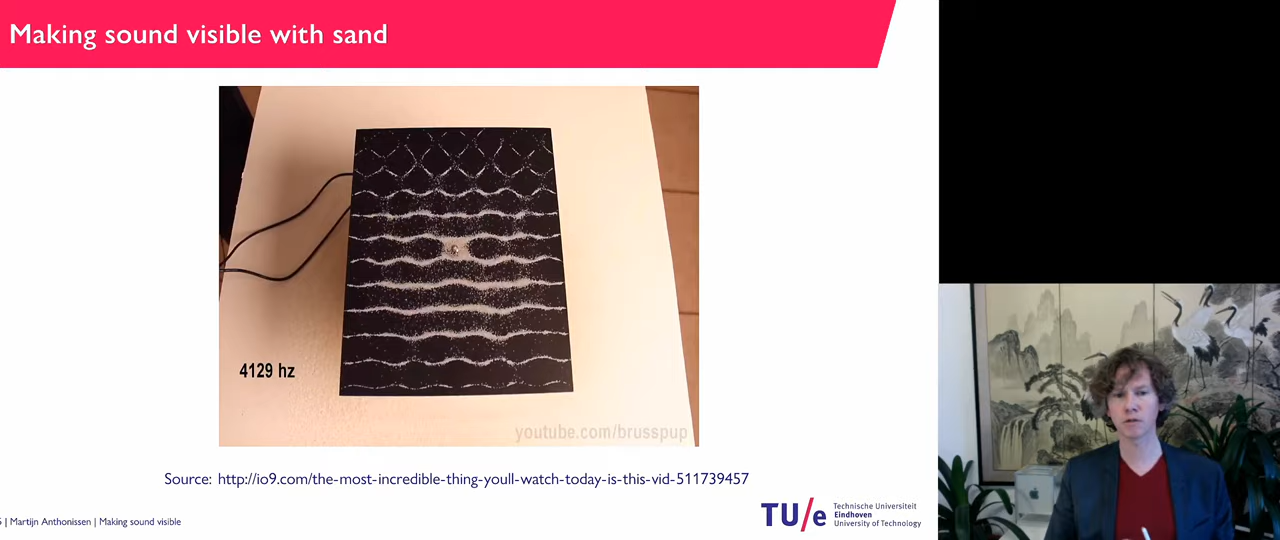 Making sound visible with sand
4129 hz
youtube.com/brusspup
Source: http://io9.com/the-most-incredible-thing-youll-watch-today-is-this-vid-511739457
| Martijn Anthonissen | Making sound visible
TU/e
Technische Universiteit
Eindhoven
University of Technology